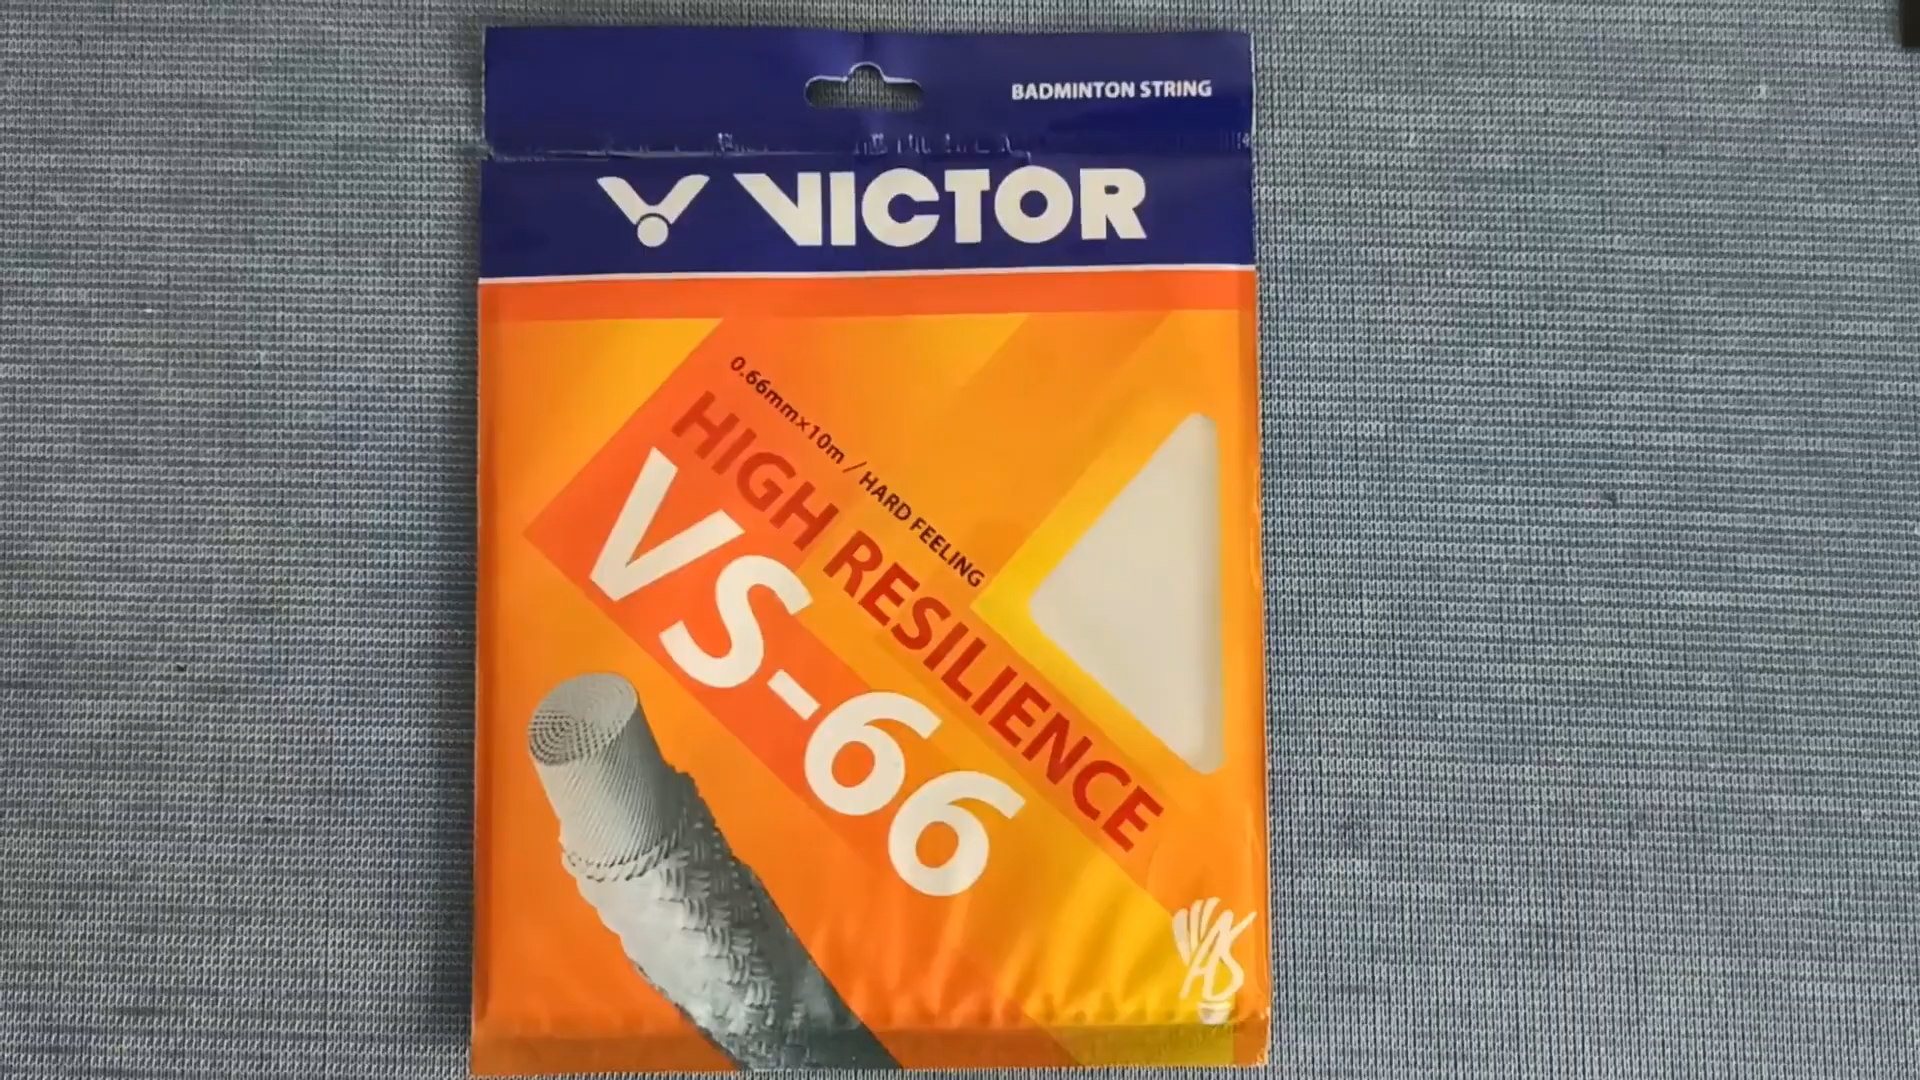 BADMINTON STRING
VICTOR
0.66mm×10m / HARD FEELING
HIGH RESILIENCE
VS-66